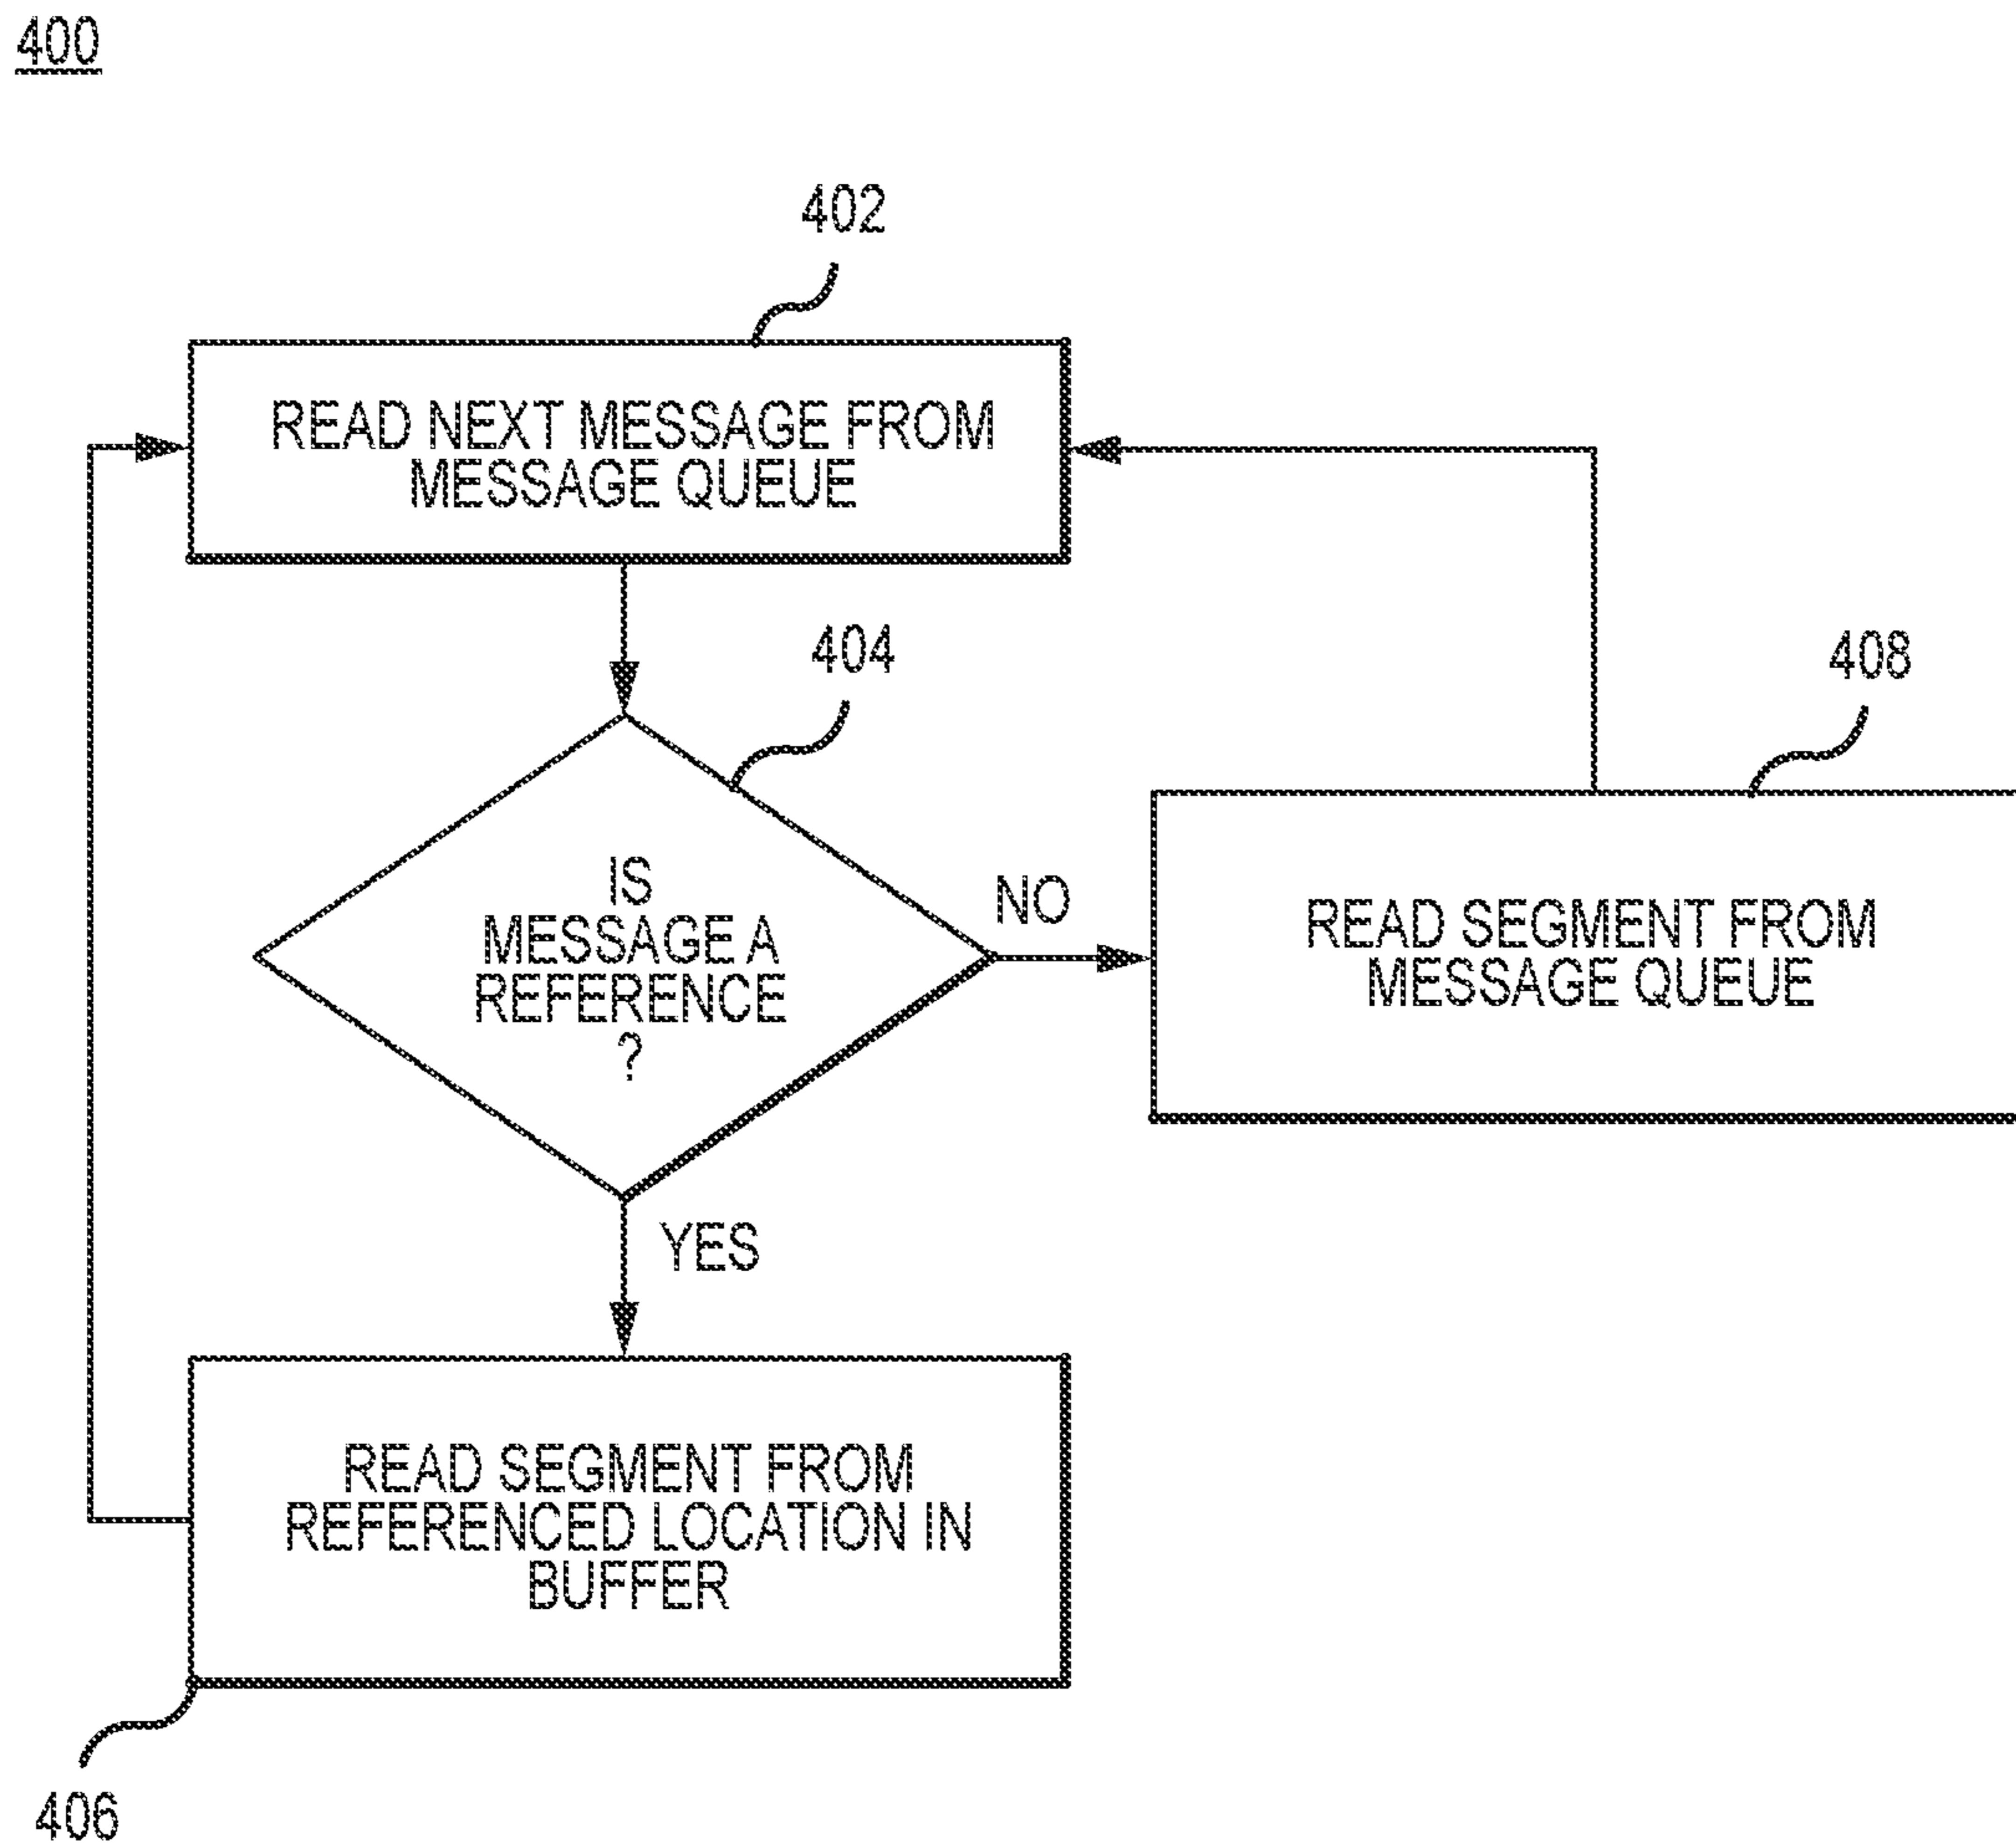 400
402
READ NEXT MESSAGE FROM
MESSAGE QUEUE
404
408
IS
MESSAGE A
REFERENCE
?
NO
READ SEGMENT FROM
MESSAGE QUEUE
YES
READ SEGMENT FROM
REFERENCED LOCATION IN
BUFFER
406